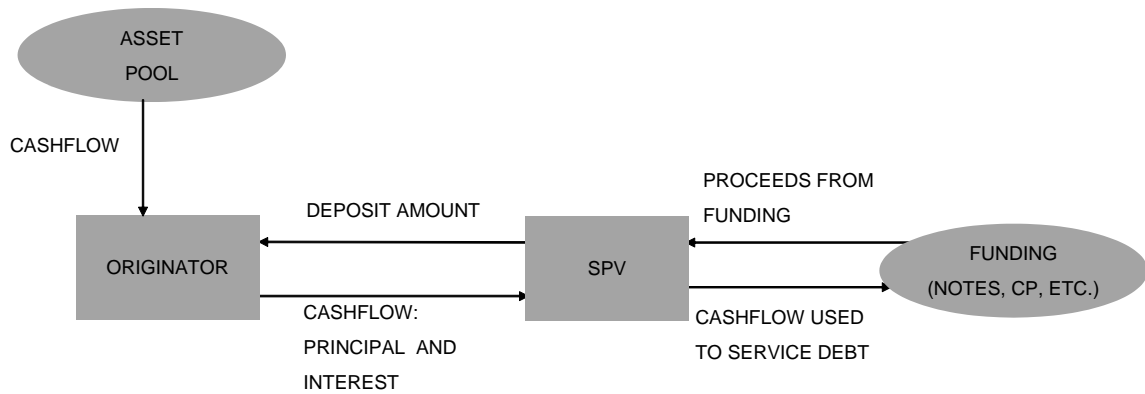 ASSET
POOL
CASHFLOW
PROCEEDS FROM
FUNDING
DEPOSIT AMOUNT
ORIGINATOR
SPV
FUNDING
(NOTES, CP, ETC.)
CASHFLOW:
PRINCIPAL AND
INTEREST
CASHFLOW USED
TO SERVICE DEBT